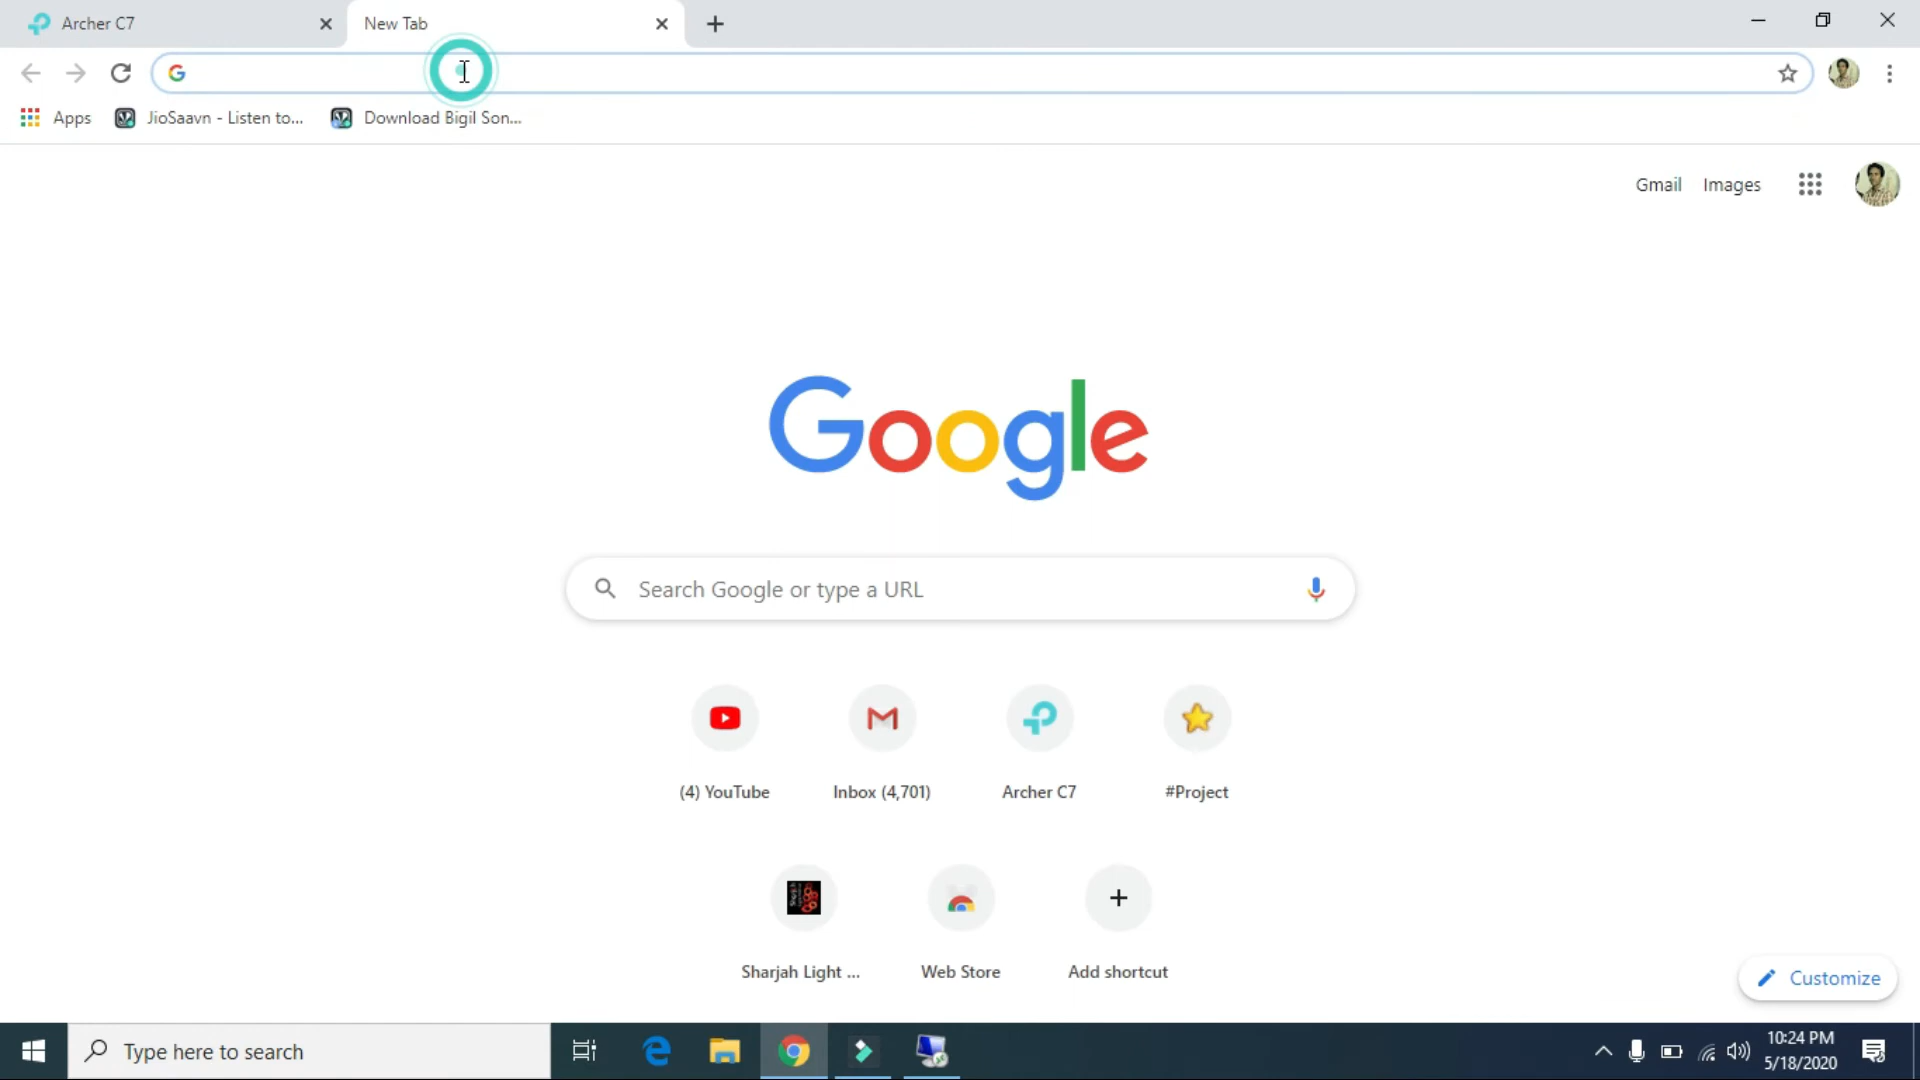 Archer C7
New Tab
Apps
JioSaavn - Listen to...
Download Bigil Son...
Gmail
Images
Google
Search Google or type a URL
(4) YouTube
Inbox (4,701)
Archer C7
#Project
Sharjah Light ...
Web Store
Add shortcut
Customize
Type here to search
10:24 PM
5/18/2020